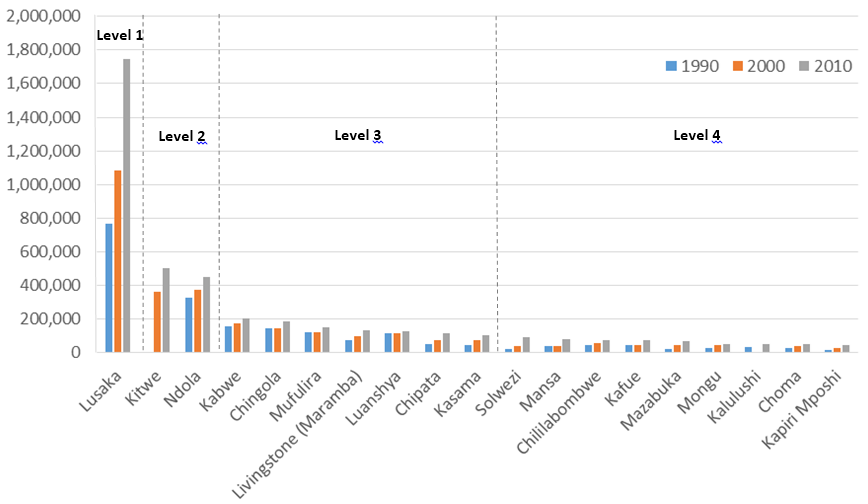 2,000,000
1,800,000
1,600,000
1,400,000
1,200,000
1,000,000
800,000
600,000
400,000
200,000
0
Level 1
Level 2
Level 3
Level 4
1990 2000 2010
Lusaka
Kitwe
Ndola
Kabwe
Chingola
Mufulira
Livingstone (Maramba)
Luanshya
Chipata
Kasama
Solwezi
Mansa
Chililabombwe
Kafue
Mazabuka
Mongu
Kalulushi
Choma
Kapiri Mposhi